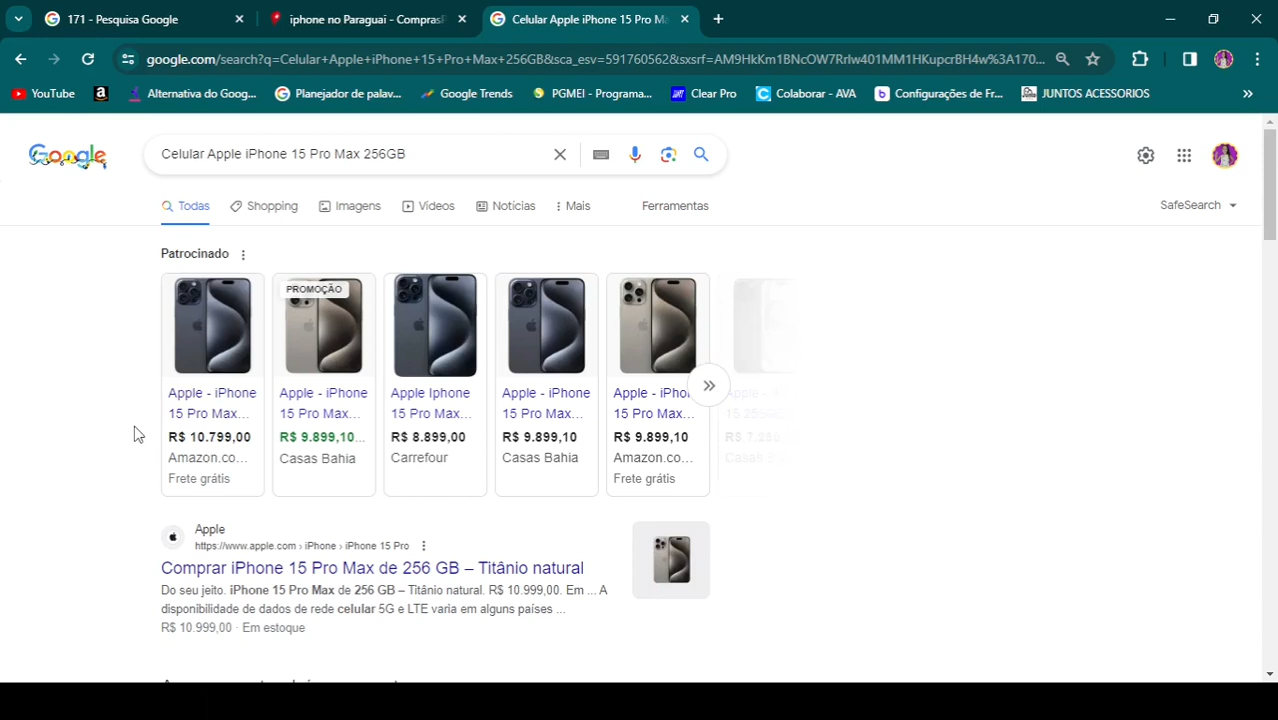 171 - Pesquisa Google
iphone no Paraguai - ComprasP
Celular Apple iPhone 15 Pro Ma
google.com/search?q=Celular+Apple+iPhone+15+Pro+Max+256GB&sca_esv=591760562&sxsrf=AM9HkKm1BNcOW7Rrlw401MM1HKupcrBH4w%3A170...
YouTube
Alternativa do Goog...
Planejador de palav...
Google Trends
PGMEI - Programa...
Clear Pro
Colaborar - AVA
Configurações de Fr...
JUNTOS ACESSORIOS
Google
Celular Apple iPhone 15 Pro Max 256GB
Todas
Shopping
Imagens
Vídeos
Notícias
Mais
Ferramentas
SafeSearch
Patrocinado
Apple - iPhone
15 Pro Max...
R$ 10.799,00
Amazon.co...
Frete grátis
PROMOÇÃO
Apple - iPhone
15 Pro Max...
R$ 9.899,10...
Casas Bahia
Apple Iphone
15 Pro Max...
R$ 8.899,00
Carrefour
Apple - iPhone
15 Pro Max...
R$ 9.899,10
Casas Bahia
Apple - iPho
15 Pro Max...
R$ 9.899,10
Amazon.co...
Frete grátis
Apple
https://www.apple.com › iPhone › iPhone 15 Pro
Comprar iPhone 15 Pro Max de 256 GB – Titânio natural
Do seu jeito. iPhone 15 Pro Max de 256 GB – Titânio natural. R$ 10.999,00. Em ... A
disponibilidade de dados de rede celular 5G e LTE varia em alguns países ...
R$ 10.999,00 · Em estoque